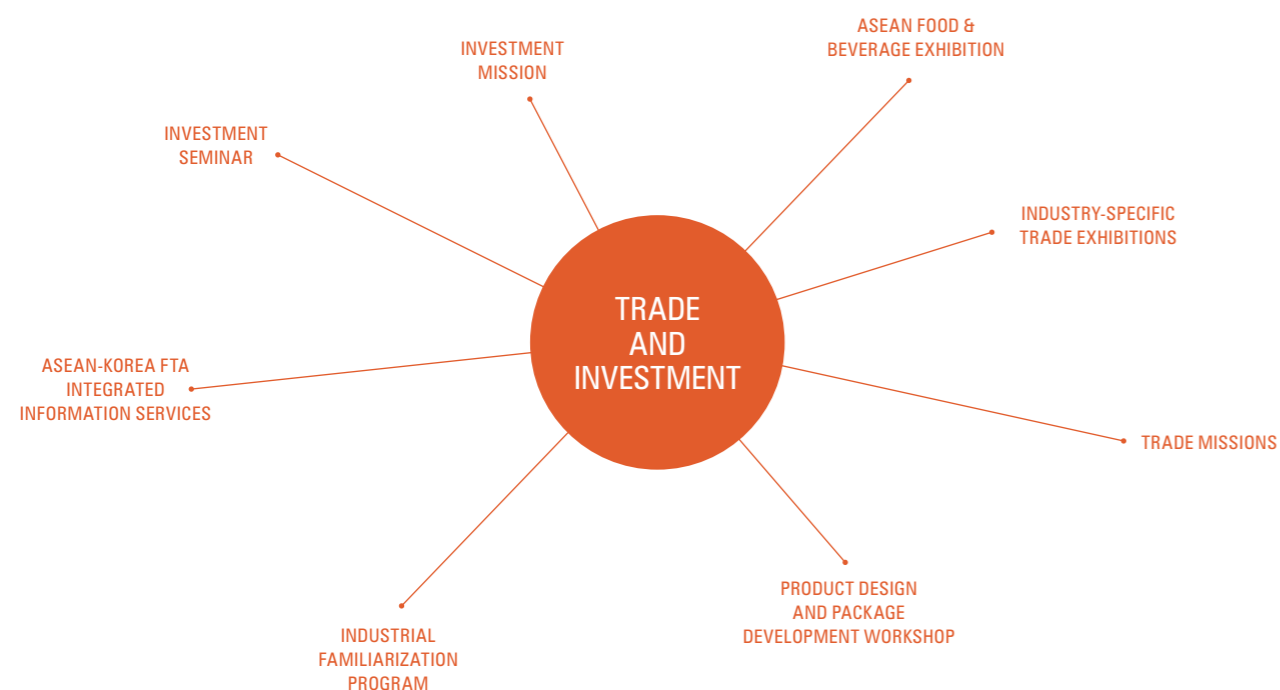 ASEAN FOOD &
BEVERAGE EXHIBITION
INVESTMENT
MISSION
INVESTMENT
SEMINAR
INDUSTRY-SPECIFIC
TRADE EXHIBITIONS
TRADE
AND
INVESTMENT
ASEAN-KOREA FTA
INTEGRATED
INFORMATION SERVICES
TRADE MISSIONS
PRODUCT DESIGN
AND PACKAGE
DEVELOPMENT WORKSHOP
INDUSTRIAL
FAMILIARIZATION
PROGRAM